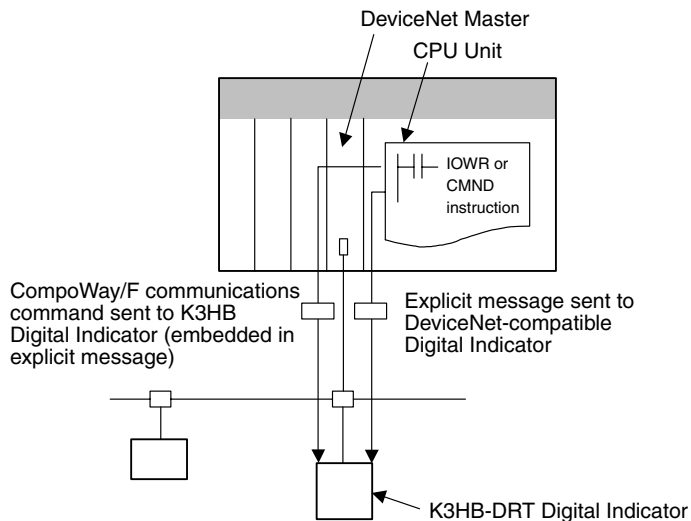 DeviceNet Master
CPU Unit
IOWR or
CMND
instruction
CompoWay/F communications
command sent to K3HB
Digital Indicator (embedded in
explicit message)
Explicit message sent to
DeviceNet-compatible
Digital Indicator
K3HB-DRT Digital Indicator